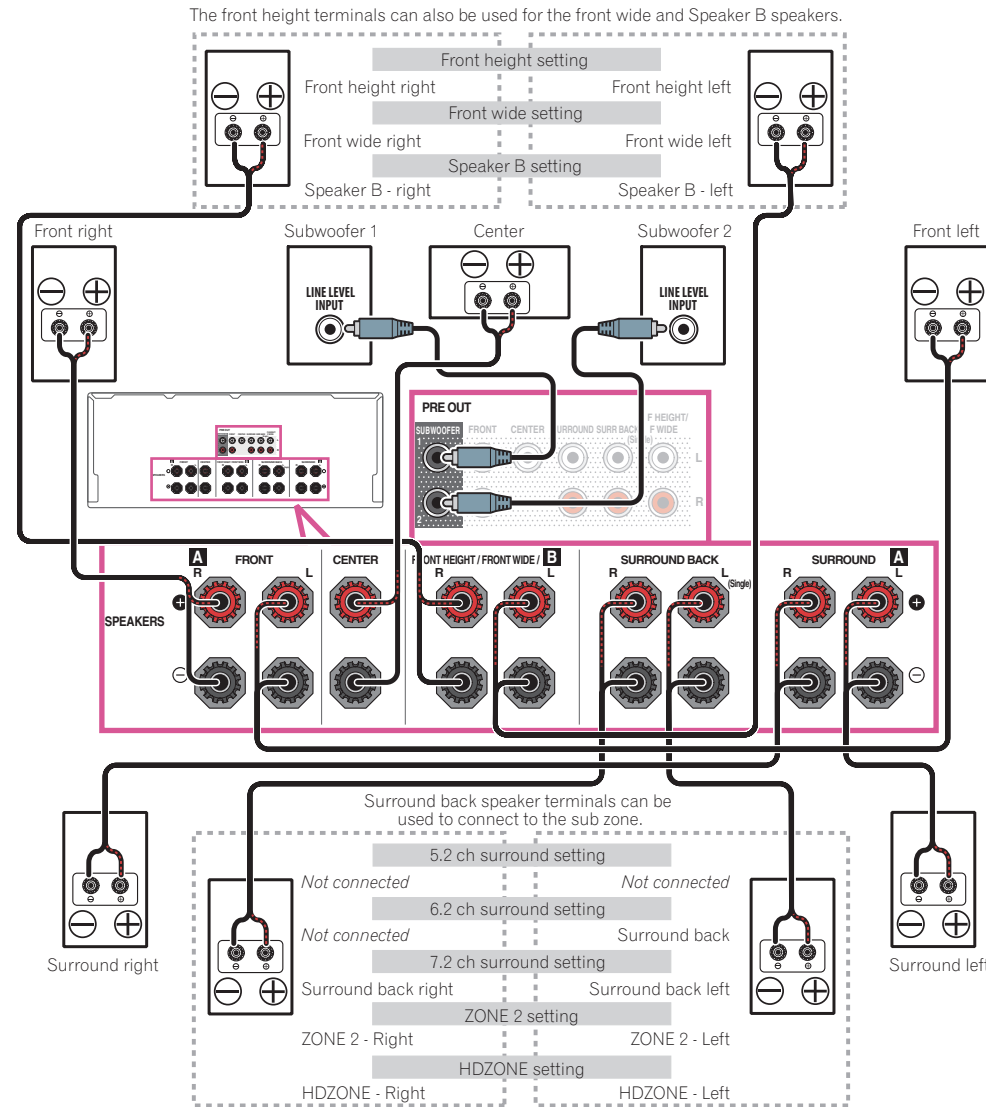 The front height terminals can also be used for the front wide and Speaker B speakers.
Front height setting
Front height right
Front height left
Front wide setting
Front wide right
Front wide left
Speaker B setting
Speaker B - right
Speaker B - left
Front right
Subwoofer 1
Center
Subwoofer 2
Front left
LINE LEVEL
INPUT
LINE LEVEL
INPUT
PRE OUT
SUBWOOFER
FRONT
CENTER
SURROUND
SURR BACK
(Single)
F HEIGHT/
F WIDE
1
L
2
R
A
FRONT
R
L
CENTER
FRONT HEIGHT / FRONT WIDE / B
R
L
SURROUND BACK
R
L
(Single)
SURROUND A
R
L
SPEAKERS
Surround back speaker terminals can be
used to connect to the sub zone.
5.2 ch surround setting
Not connected
Not connected
6.2 ch surround setting
Not connected
Surround back
7.2 ch surround setting
Surround back right
Surround back left
ZONE 2 setting
ZONE 2 - Right
ZONE 2 - Left
HDZONE setting
HDZONE - Right
HDZONE - Left
Surround right
Surround left